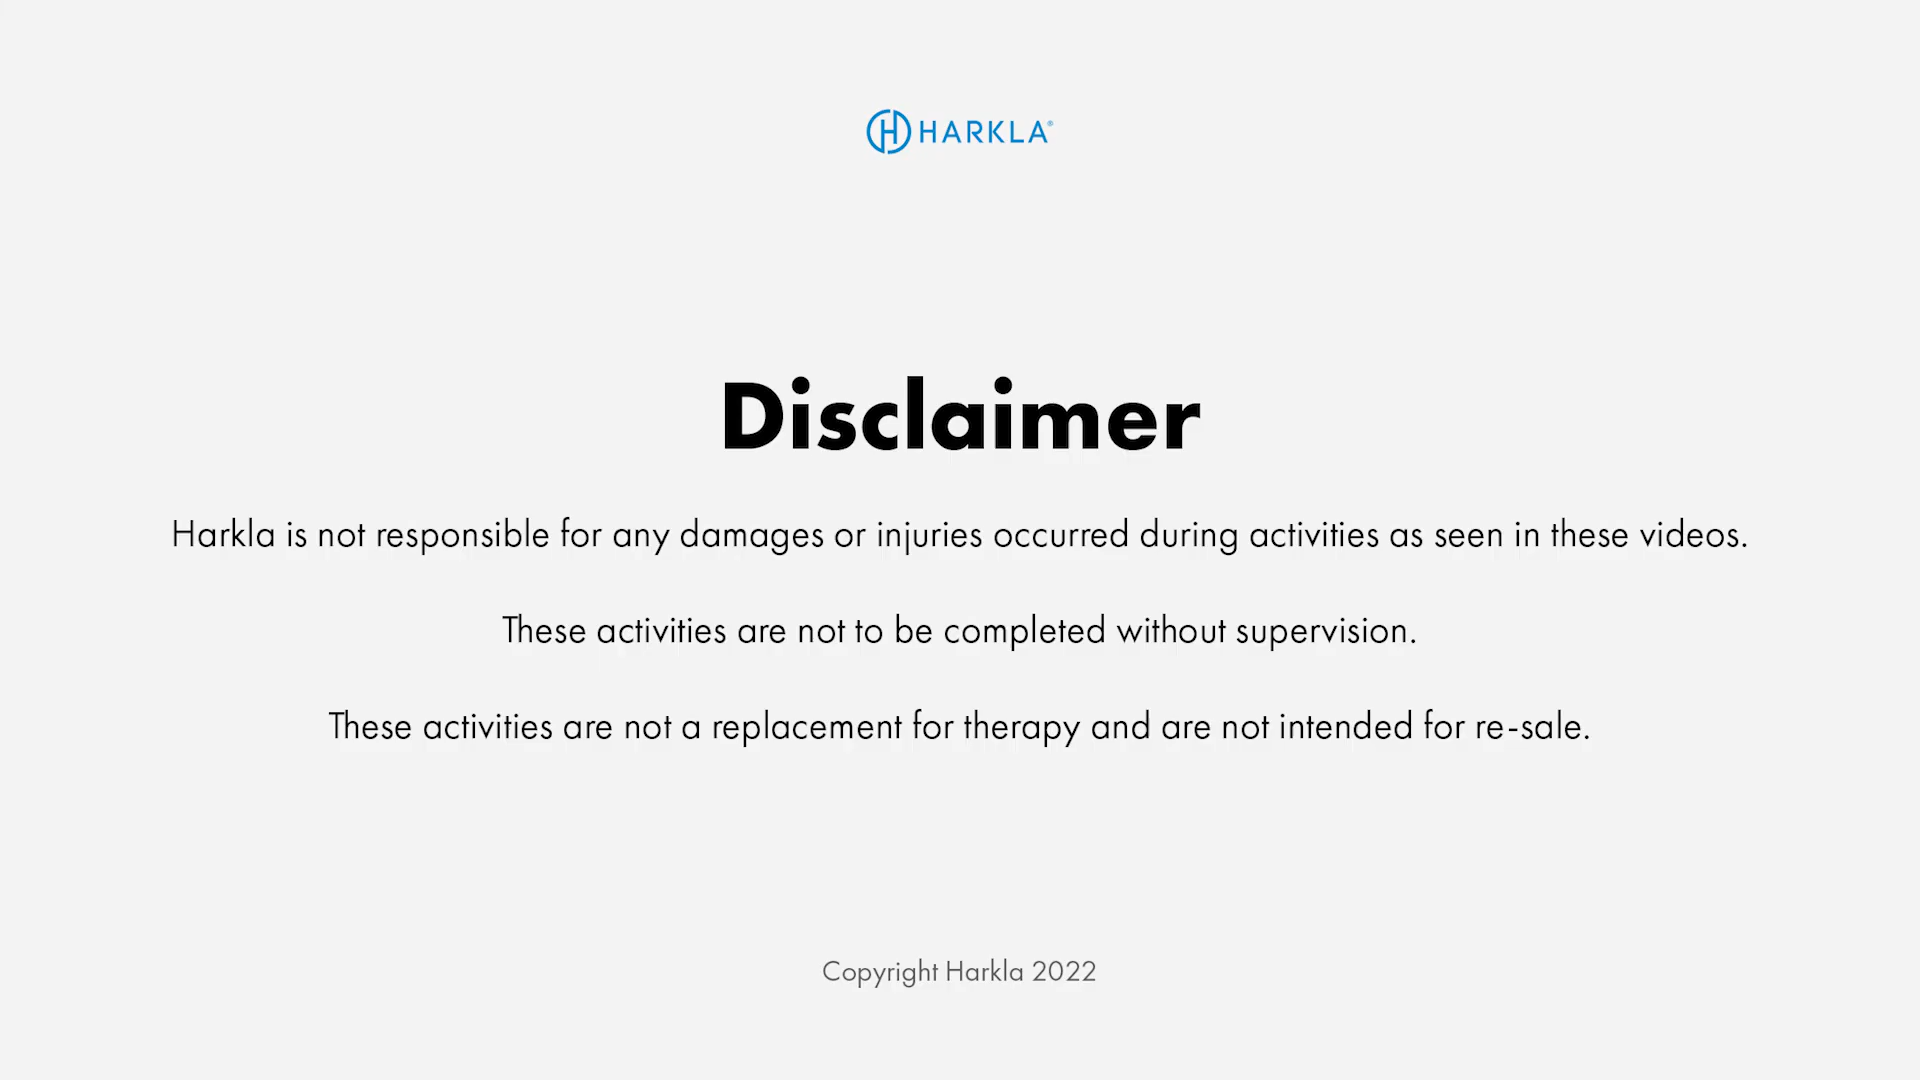 HARKLA®
Disclaimer
Harkla is not responsible for any damages or injuries occurred during activities as seen in these videos.
These activities are not to be completed without supervision.
These activities are not a replacement for therapy and are not intended for re-sale.
Copyright Harkla 2022